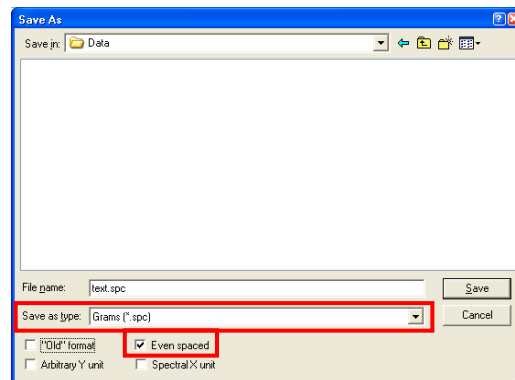 Save As
Save in: Data
File name: text.spc Save
Save as type: Grams (*.spc) Cancel
"Old" format Even spaced
Arbitrary Y unit Spectral X unit